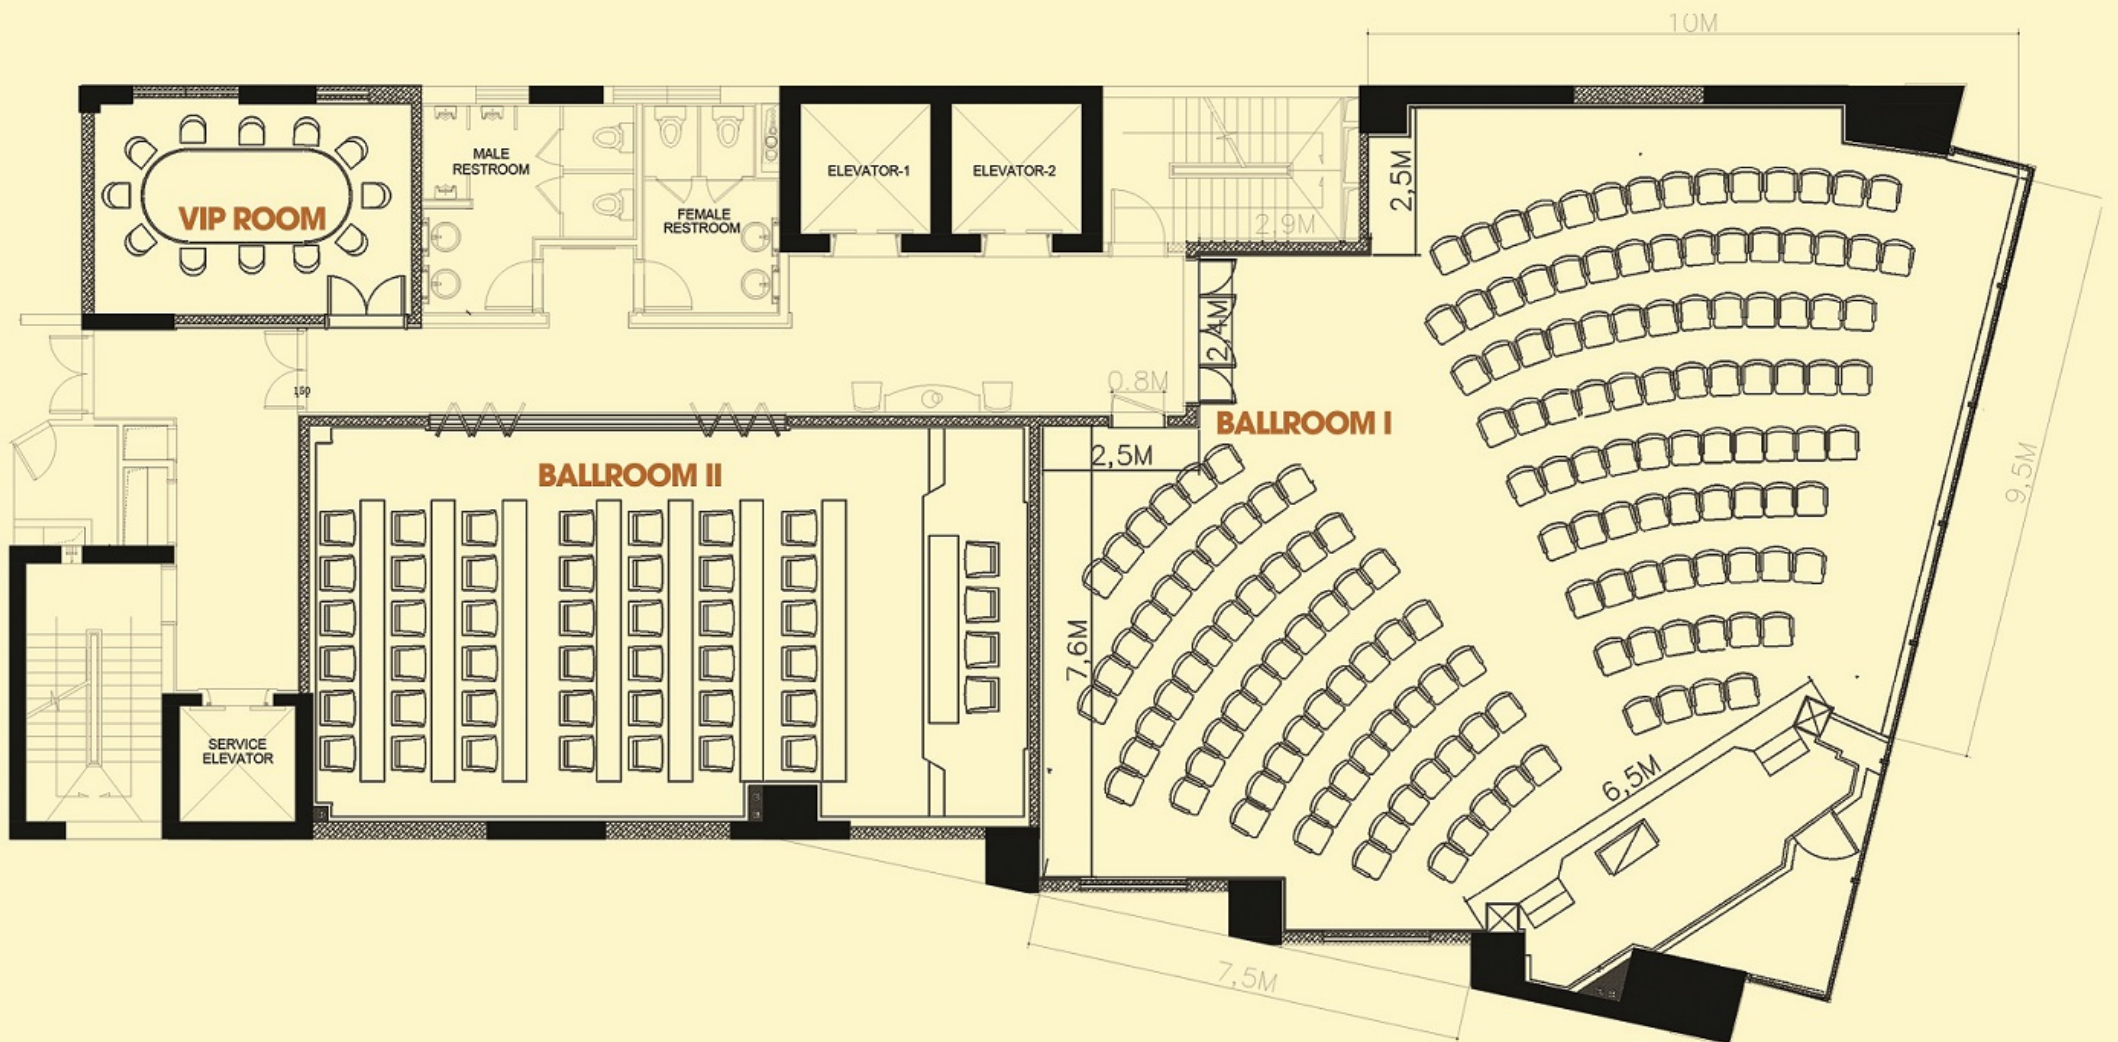 10M
MALE
RESTROOM
ELEVATOR-1
ELEVATOR-2
2,5M
VIP ROOM
FEMALE
RESTROOM
2,9M
2,4M
150
0.8M
BALLROOM I
2,5M
BALLROOM II
9,5M
7,6M
SERVICE
ELEVATOR
6,5M
7,5M